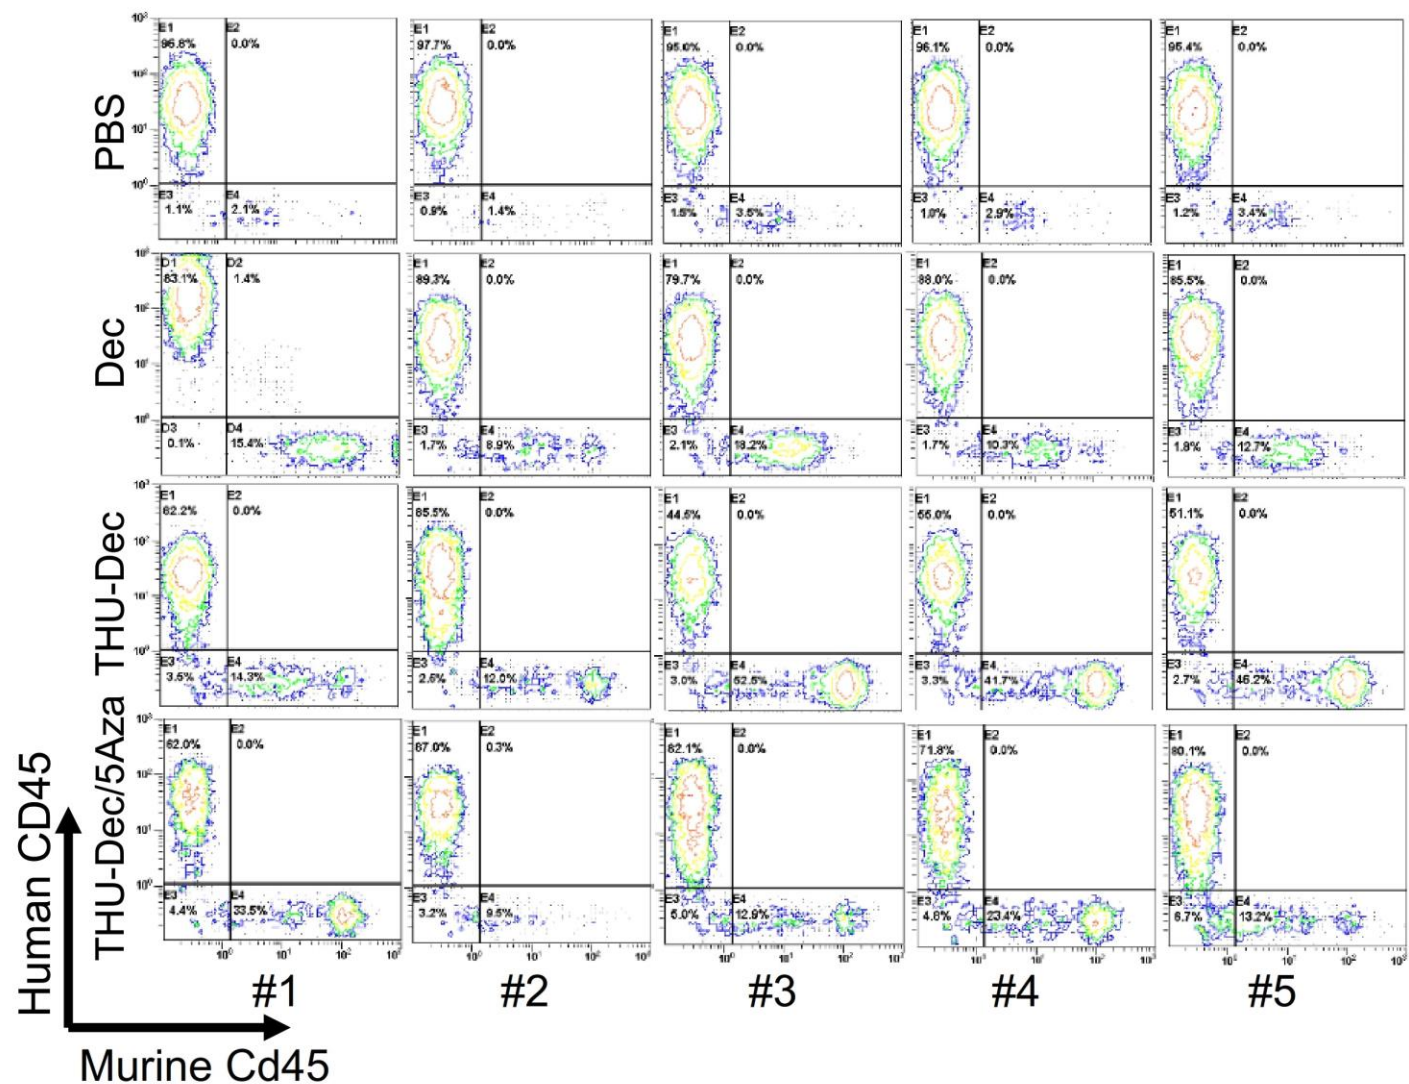 PBS
E1 E2 E1 E2 E1 E2 E1 E2 E1 E2
96.8% 0.0% 97.7% 0.0% 95.0% 0.0% 96.1% 0.0% 95.4% 0.0%
E3 E4 E3 E4 E3 E4 E3 E4 E3 E4
1.1% 2.1% 0.9% 1.4% 1.5% 3.5% 1.0% 2.9% 1.2% 3.4%
Dec
D1 D2 E1 E2 E1 E2 E1 E2 E1 E2
83.1% 1.4% 89.3% 0.0% 79.7% 0.0% 88.0% 0.0% 85.5% 0.0%
D3 D4 E3 E4 E3 E4 E3 E4 E3 E4
0.1% 15.4% 1.7% 8.9% 2.1% 18.2% 1.7% 10.3% 1.8% 12.7%
THU-Dec
E1 E2 E1 E2 E1 E2 E1 E2 E1 E2
82.2% 0.0% 85.5% 0.0% 44.5% 0.0% 55.0% 0.0% 51.1% 0.0%
E3 E4 E3 E4 E3 E4 E3 E4 E3 E4
3.5% 14.3% 2.5% 12.0% 3.0% 52.5% 3.3% 41.7% 2.7% 46.2%
THU-Dec/5Aza
E1 E2 E1 E2 E1 E2 E1 E2 E1 E2
62.0% 0.0% 87.0% 0.3% 82.1% 0.0% 71.8% 0.0% 80.1% 0.0%
E3 E4 E3 E4 E3 E4 E3 E4 E3 E4
4.4% 33.5% 3.2% 9.5% 5.0% 12.9% 4.8% 23.4% 6.7% 13.2%
#1 #2 #3 #4 #5
Human CD45
Murine Cd45